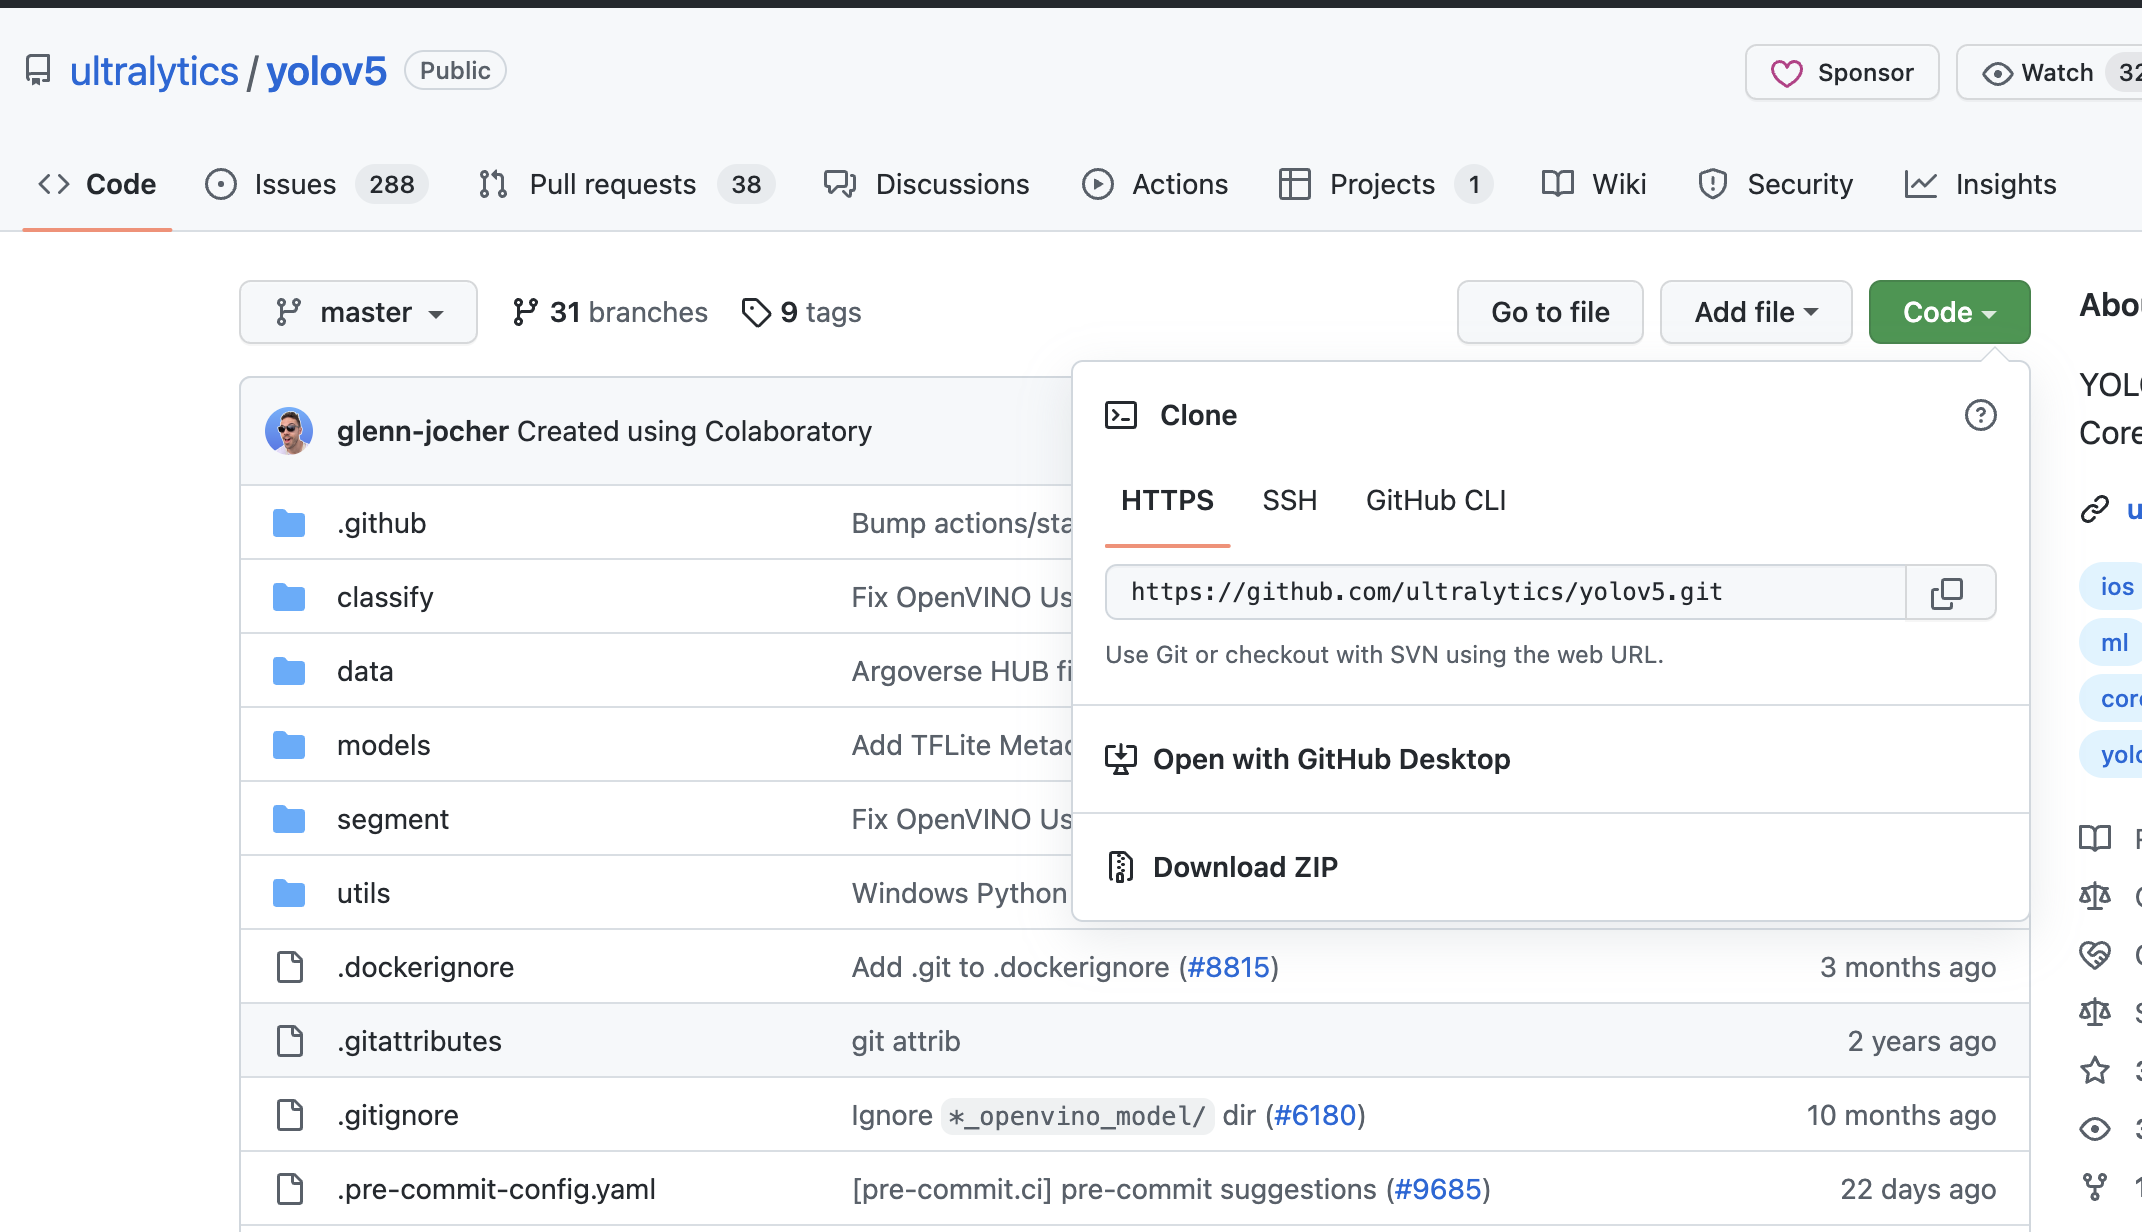 ultralytics / yolov5 Public
Sponsor
Watch
Code
Issues 288
Pull requests 38
Discussions
Actions
Projects 1
Wiki
Security
Insights
master
31 branches
9 tags
Go to file
Add file
Code
glenn-jocher Created using Colaboratory
.github
Bump actions/sta
classify
Fix OpenVINO Us
data
Argoverse HUB fi
models
Add TFLite Metad
segment
Fix OpenVINO Us
utils
Windows Python
.dockerignore
Add .git to .dockerignore (#8815)
3 months ago
.gitattributes
git attrib
2 years ago
.gitignore
Ignore *_openvino_model/ dir (#6180)
10 months ago
.pre-commit-config.yaml
[pre-commit.ci] pre-commit suggestions (#9685)
22 days ago
Clone
HTTPS
SSH
GitHub CLI
https://github.com/ultralytics/yolov5.git
Use Git or checkout with SVN using the web URL.
Open with GitHub Desktop
Download ZIP
Abou
YOLO
Core
u
ios
ml
core
yolo